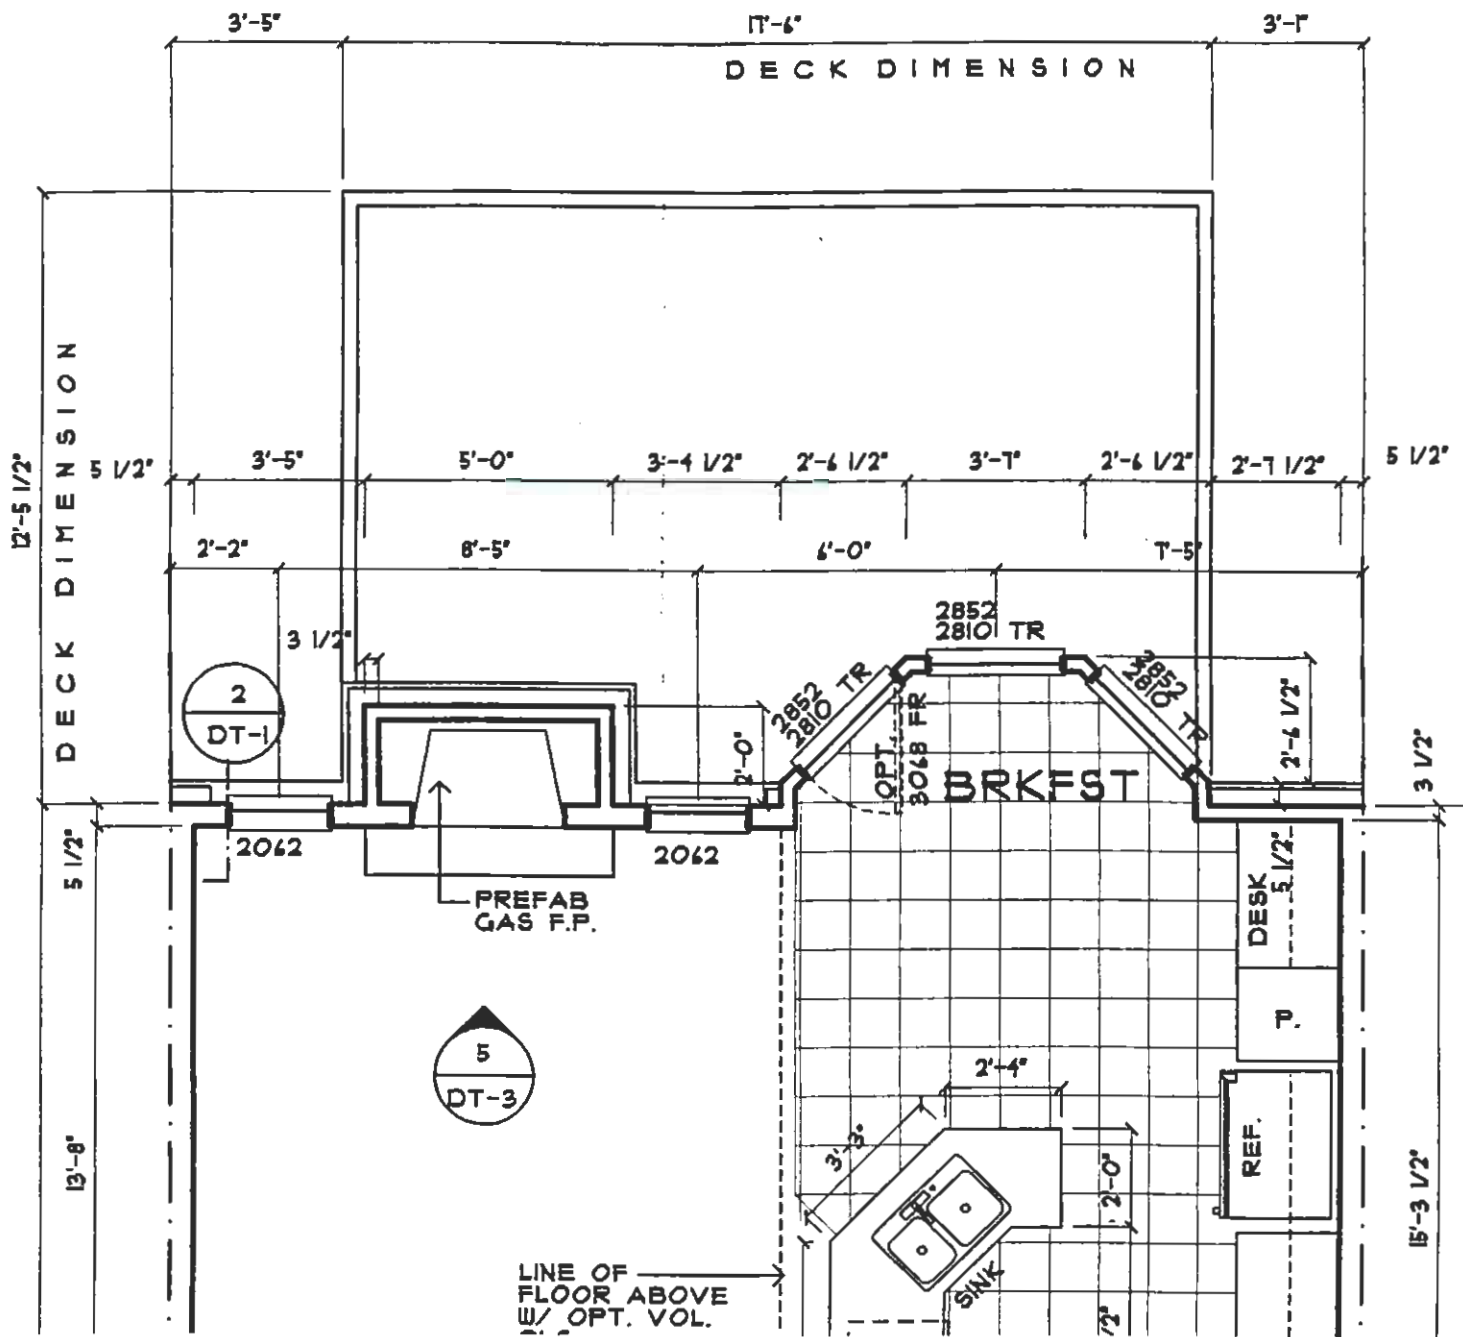 3'-5"
17'-6"
3'-1"
DECK DIMENSION
12'-5 1/2"
DECK DIMENSION
5 1/2"
3'-5"
5'-0"
3'-4 1/2"
2'-6 1/2"
3'-7"
2'-6 1/2"
2'-7 1/2"
5 1/2"
2'-2"
8'-5"
6'-0"
7'-5"
3 1/2"
2852
2810 TR
2852
2810 TR
2852
2810 TR
2
DT-1
2'-0"
OPT.
3068 FR
BRKFST
2'-6 1/2"
3 1/2"
5 1/2"
2062
2062
PREFAB
GAS F.P.
DESK
5 1/2"
P.
5
DT-3
13'-8"
2'-4"
3'-3"
2'-0"
REF.
15'-3 1/2"
SINK
LINE OF
FLOOR ABOVE
W/ OPT. VOL.
/2"